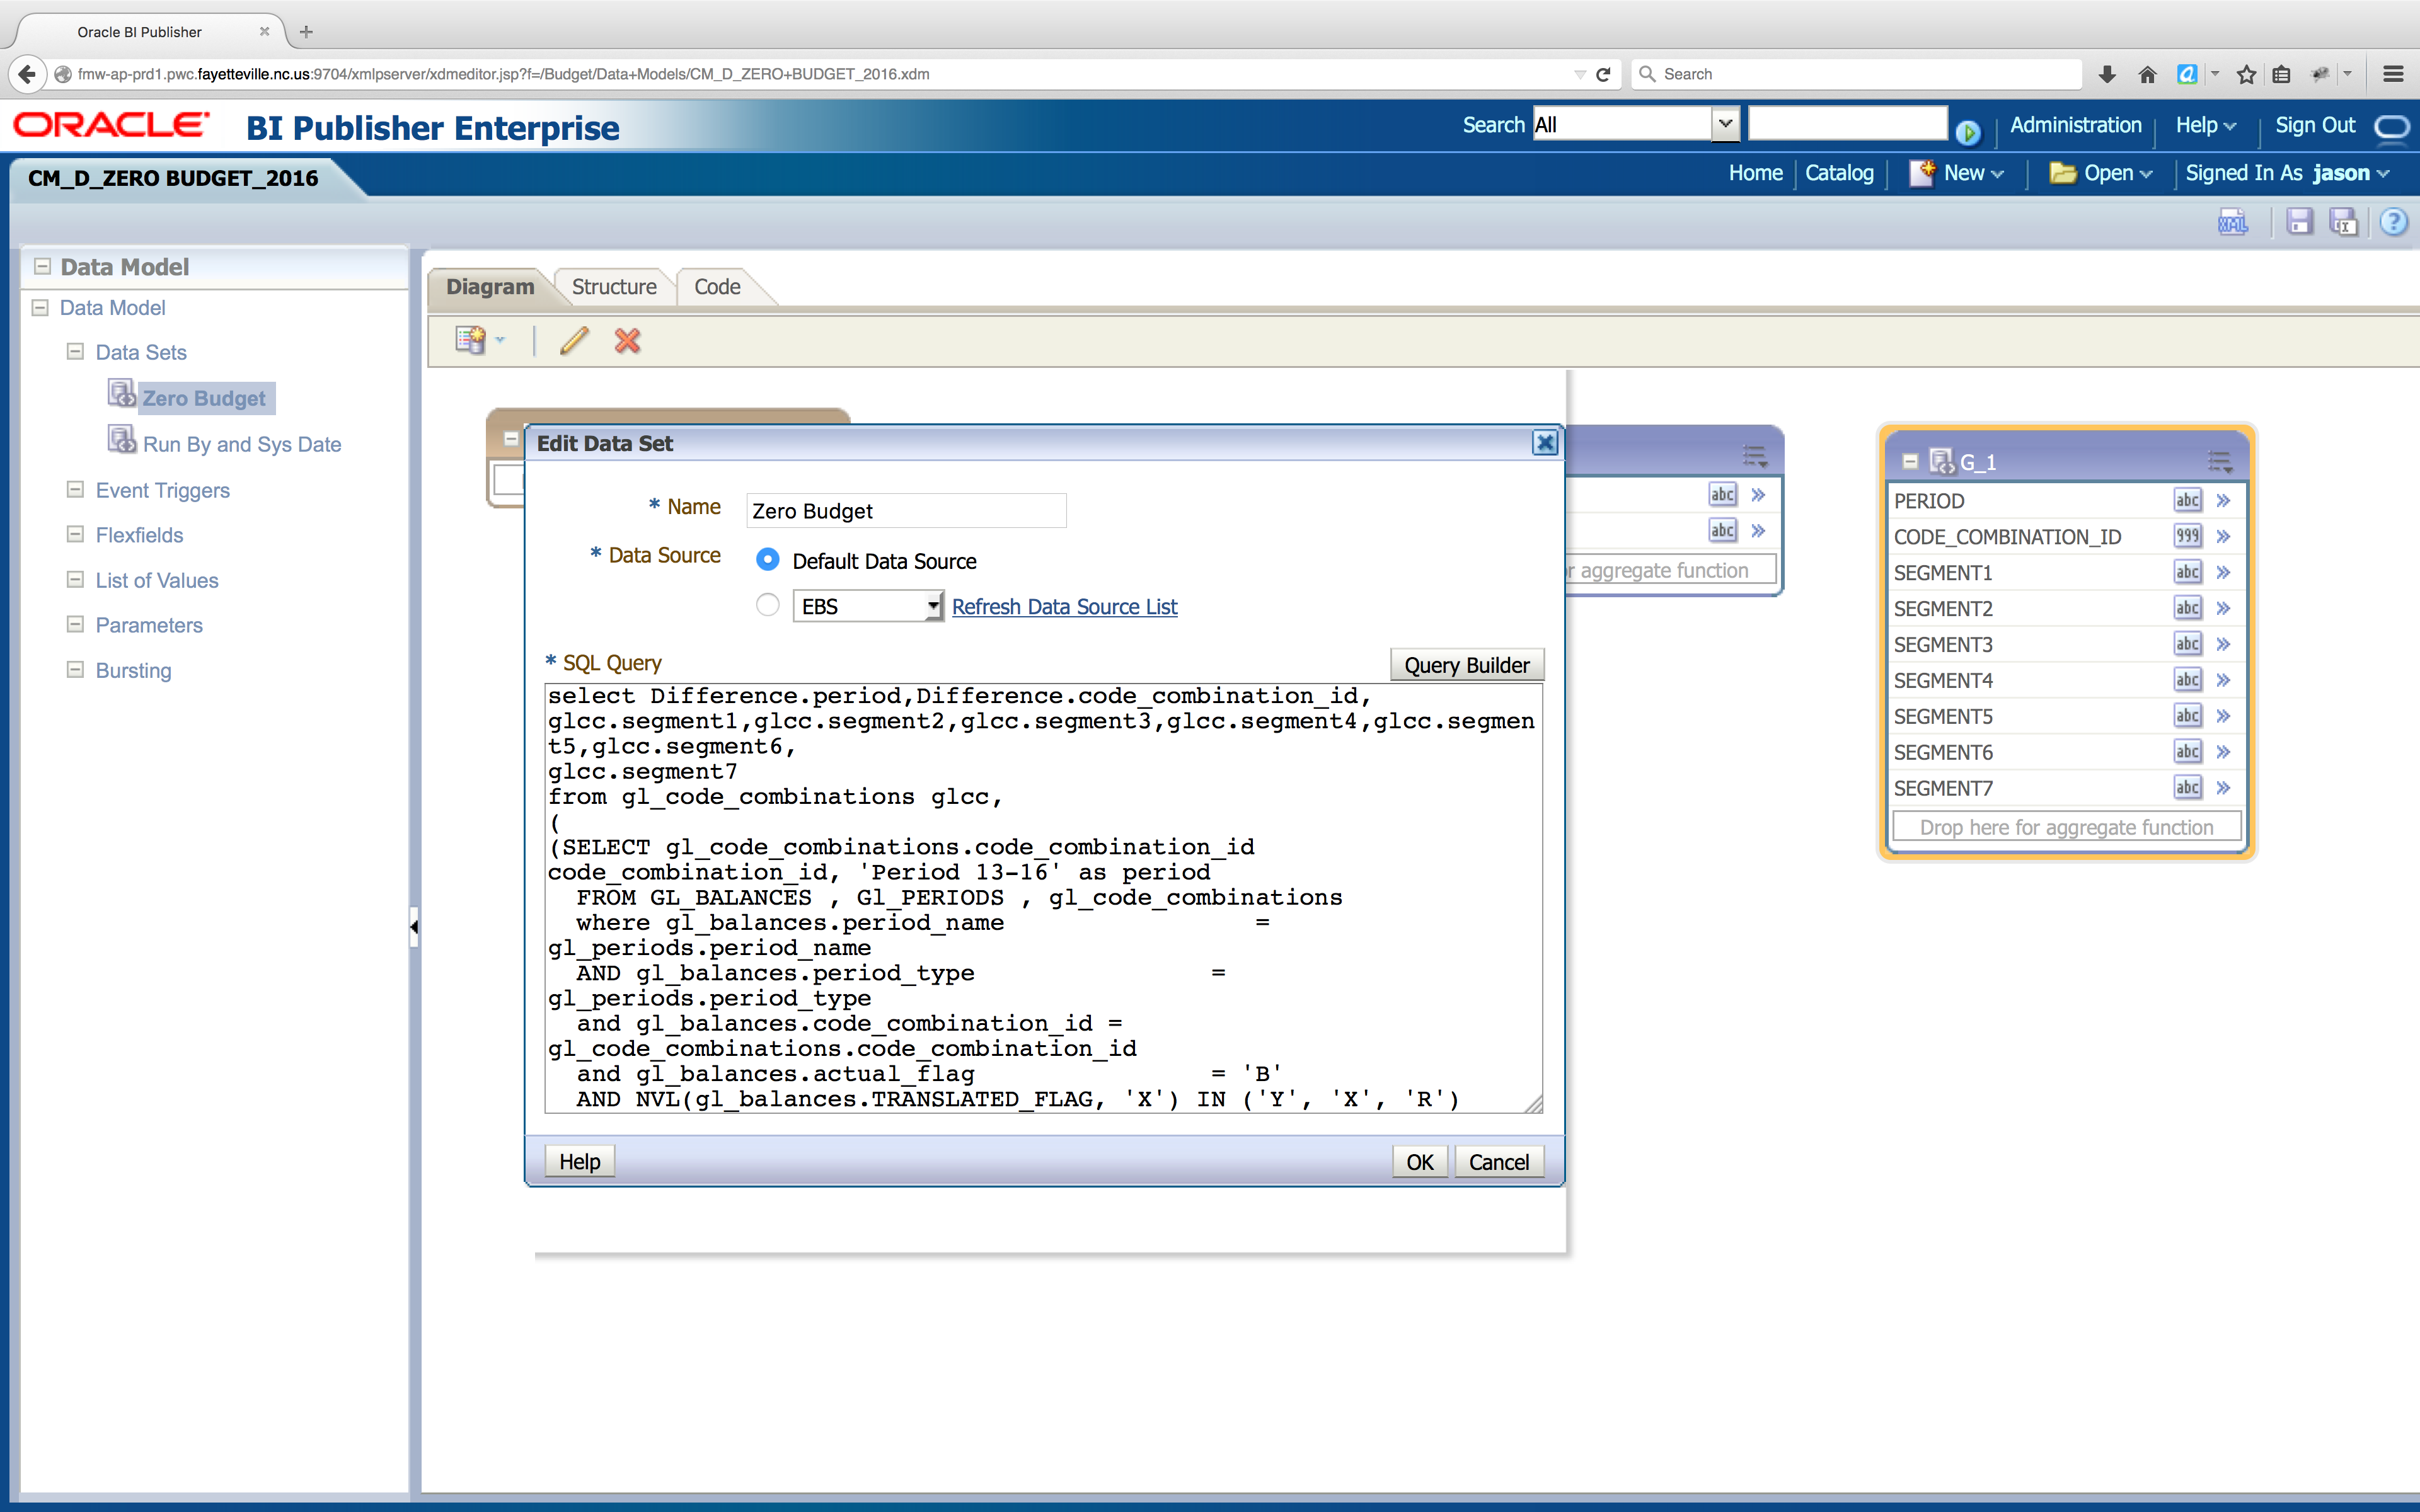 Oracle BI Publisher
fmw-ap-prd1.pwc.fayetteville.nc.us:9704/xmlpserver/xdmeditor.jsp?f=/Budget/Data+Models/CM_D_ZERO+BUDGET_2016.xdm
Search
ORACLE BI Publisher Enterprise
Search All
Administration Help Sign Out
CM_D_ZERO BUDGET_2016
Home Catalog New Open Signed In As jason
XML
Data Model
Data Model
Data Sets
Zero Budget
Run By and Sys Date
Event Triggers
Flexfields
List of Values
Parameters
Bursting
Diagram Structure Code
Edit Data Set
* Name Zero Budget
* Data Source Default Data Source
EBS Refresh Data Source List
* SQL Query Query Builder
select Difference.period,Difference.code_combination_id,
glcc.segment1,glcc.segment2,glcc.segment3,glcc.segment4,glcc.segmen
t5,glcc.segment6,
glcc.segment7
from gl_code_combinations glcc,
(
(SELECT gl_code_combinations.code_combination_id
code_combination_id, 'Period 13-16' as period
FROM GL_BALANCES , Gl_PERIODS , gl_code_combinations
where gl_balances.period_name =
gl_periods.period_name
AND gl_balances.period_type =
gl_periods.period_type
and gl_balances.code_combination_id =
gl_code_combinations.code_combination_id
and gl_balances.actual_flag = 'B'
AND NVL(gl_balances.TRANSLATED_FLAG, 'X') IN ('Y', 'X', 'R')
Help OK Cancel
abc
abc
r aggregate function
G_1
PERIOD abc
CODE_COMBINATION_ID 999
SEGMENT1 abc
SEGMENT2 abc
SEGMENT3 abc
SEGMENT4 abc
SEGMENT5 abc
SEGMENT6 abc
SEGMENT7 abc
Drop here for aggregate function